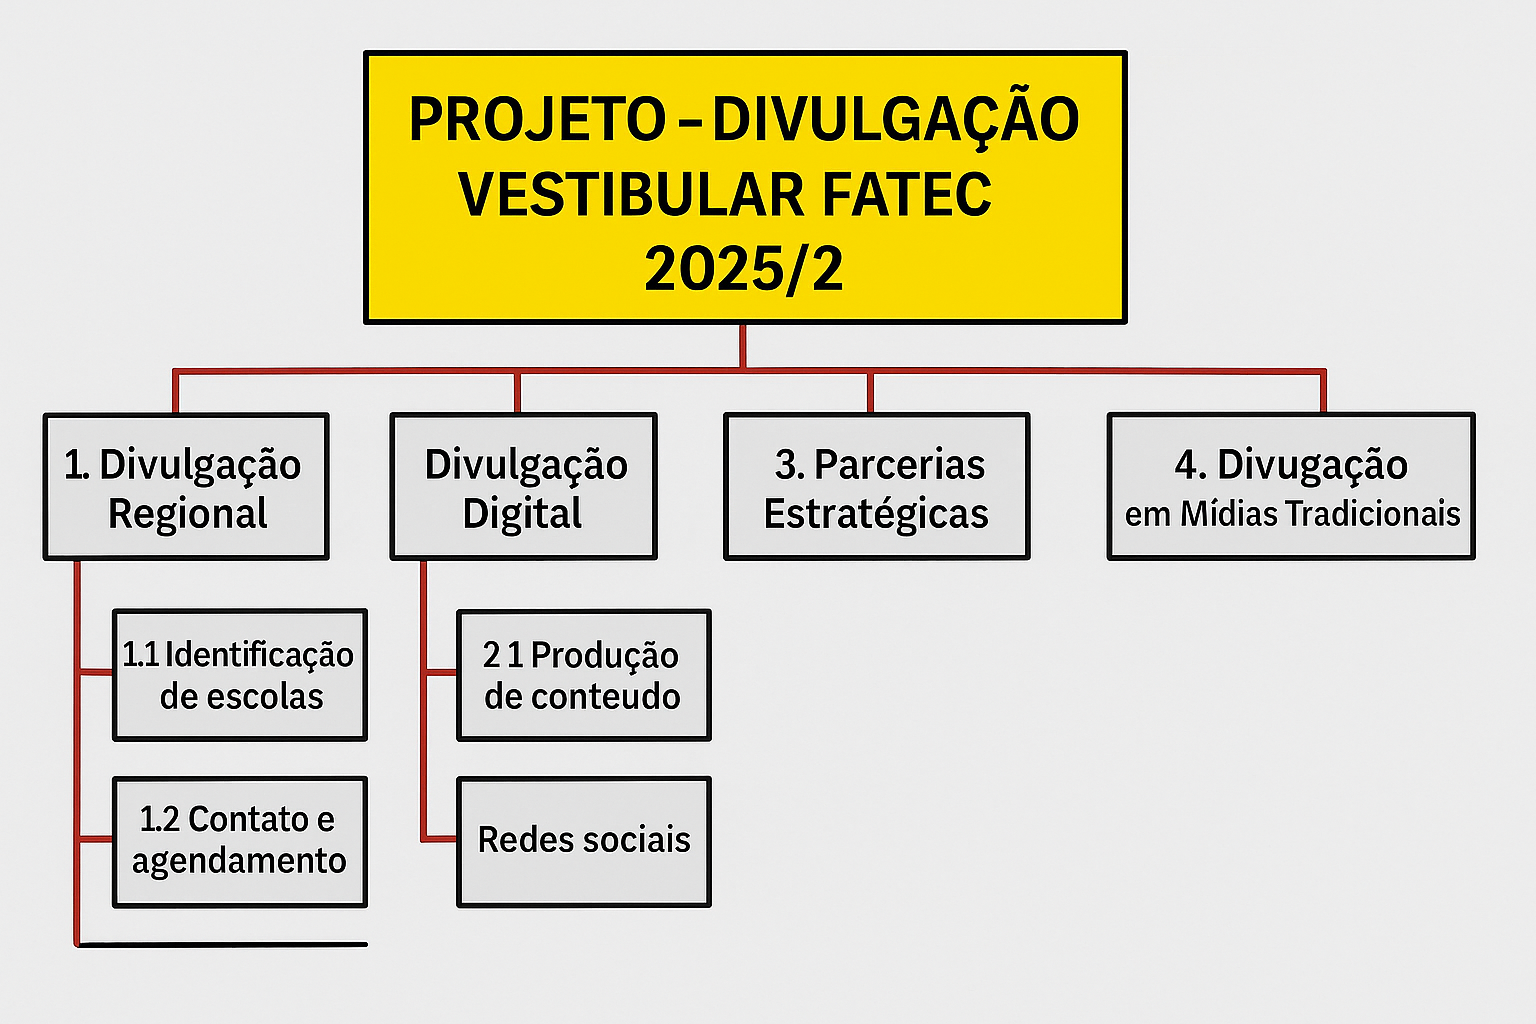 PROJETO – DIVULGAÇÃO
VESTIBULAR FATEC
2025/2
1. Divulgação
Regional
Divulgação
Digital
3. Parcerias
Estratégicas
4. Divugação
em Mídias Tradicionais
1.1 Identificação
de escolas
2 1 Produção
de conteudo
1.2 Contato e
agendamento
Redes sociais